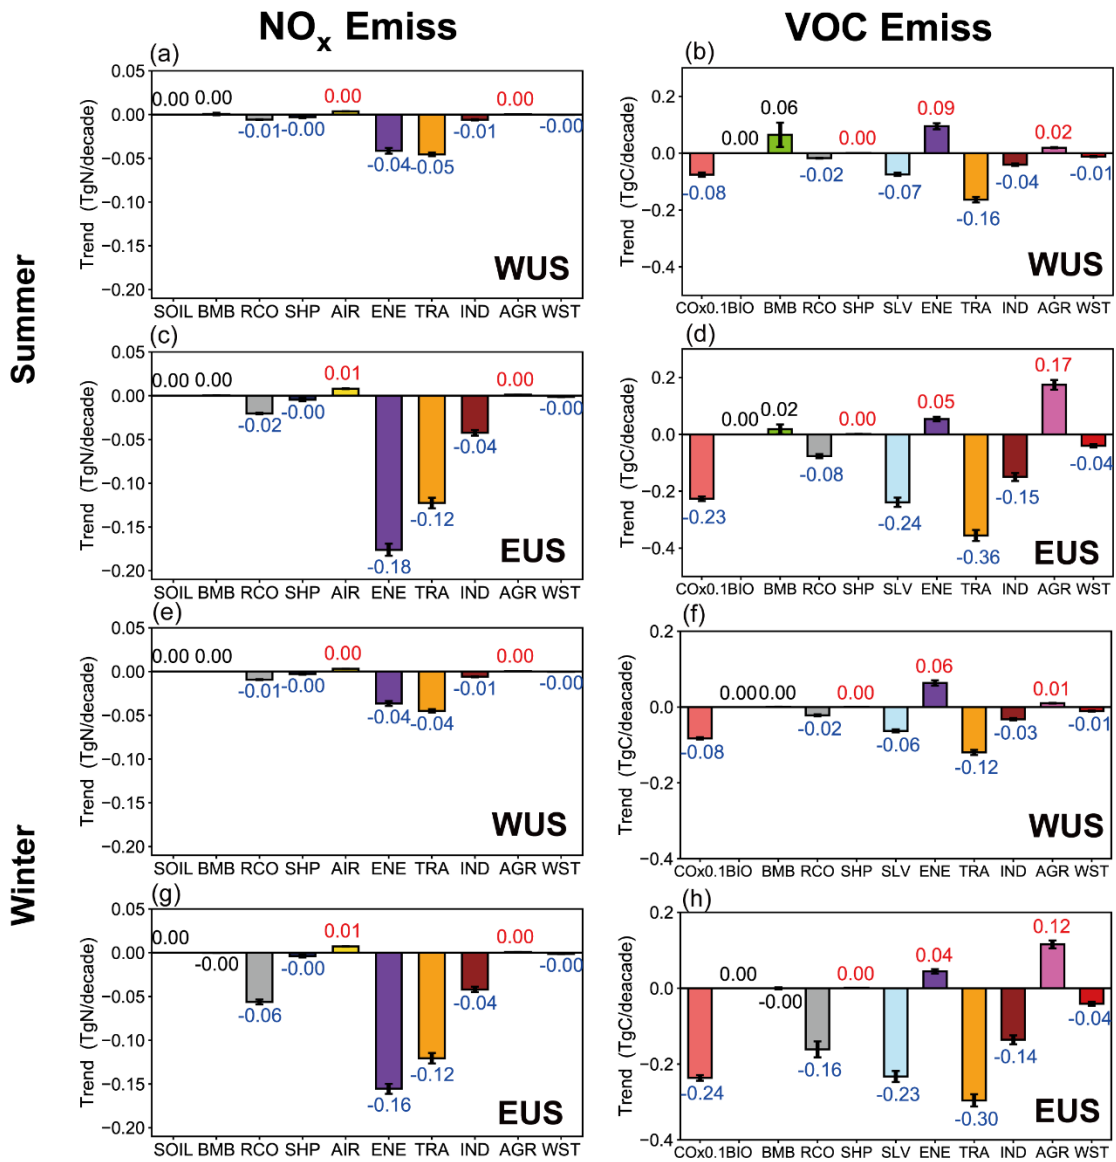 NOx Emiss
VOC Emiss
Summer
Winter
(a)
Trend (TgN/decade)
0.05
0.00
−0.05
−0.10
−0.15
−0.20
0.00 0.00 -0.01 -0.00 0.00 -0.04 -0.05 -0.01 0.00 -0.00
WUS
SOIL BMB RCO SHP AIR ENE TRA IND AGR WST
(b)
Trend (TgC/decade)
0.2
0.0
−0.2
−0.4
-0.08 0.00 0.06 -0.02 0.00 -0.07 0.09 -0.16 -0.04 0.02 -0.01
WUS
COx0.1BIO BMB RCO SHP SLV ENE TRA IND AGR WST
(c)
Trend (TgN/decade)
0.05
0.00
−0.05
−0.10
−0.15
−0.20
0.00 0.00 -0.02 -0.00 0.01 -0.18 -0.12 -0.04 0.00 -0.00
EUS
SOIL BMB RCO SHP AIR ENE TRA IND AGR WST
(d)
Trend (TgC/decade)
0.2
0.0
−0.2
−0.4
-0.23 0.00 0.02 -0.08 0.00 -0.24 0.05 -0.36 -0.15 0.17 -0.04
EUS
COx0.1BIO BMB RCO SHP SLV ENE TRA IND AGR WST
(e)
Trend (TgN/decade)
0.05
0.00
−0.05
−0.10
−0.15
−0.20
0.00 0.00 -0.01 -0.00 0.00 -0.04 -0.04 -0.01 0.00 -0.00
WUS
SOIL BMB RCO SHP AIR ENE TRA IND AGR WST
(f)
Trend (TgC/deacade)
0.2
0.0
−0.2
−0.4
-0.08 0.00 0.00 -0.02 0.00 -0.06 0.06 -0.12 -0.03 0.01 -0.01
WUS
COx0.1BIO BMB RCO SHP SLV ENE TRA IND AGR WST
(g)
Trend (TgN/decade)
0.05
0.00
−0.05
−0.10
−0.15
−0.20
0.00 -0.00 -0.06 -0.00 0.01 -0.16 -0.12 -0.04 0.00 -0.00
EUS
SOIL BMB RCO SHP AIR ENE TRA IND AGR WST
(h)
Trend (TgC/deacade)
0.2
0.0
−0.2
−0.4
-0.24 0.00 -0.00 -0.16 0.00 -0.23 0.04 -0.30 -0.14 0.12 -0.04
EUS
COx0.1BIO BMB RCO SHP SLV ENE TRA IND AGR WST